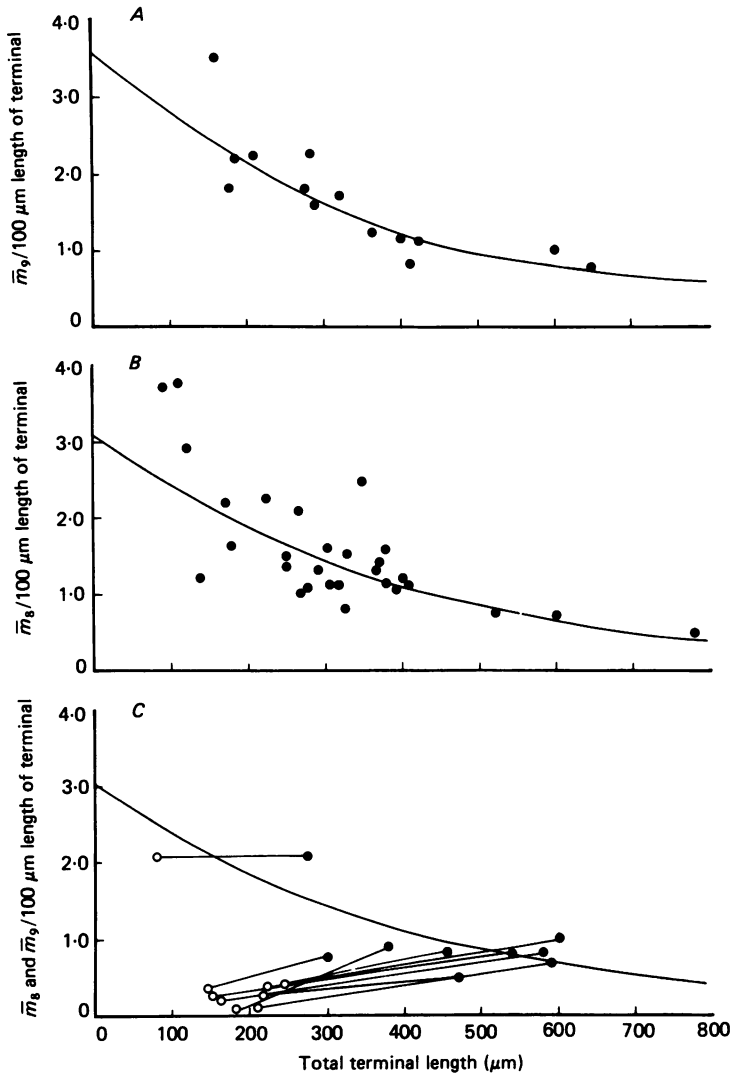 A
4·0
3·0
2·0
1·0
0
m̅₉/100 μm length of terminal
B
4·0
3·0
2·0
1·0
0
m̅₈/100 μm length of terminal
C
4·0
3·0
2·0
1·0
0
m̅₈ and m̅₉/100 μm length of terminal
0 100 200 300 400 500 600 700 800
Total terminal length (μm)